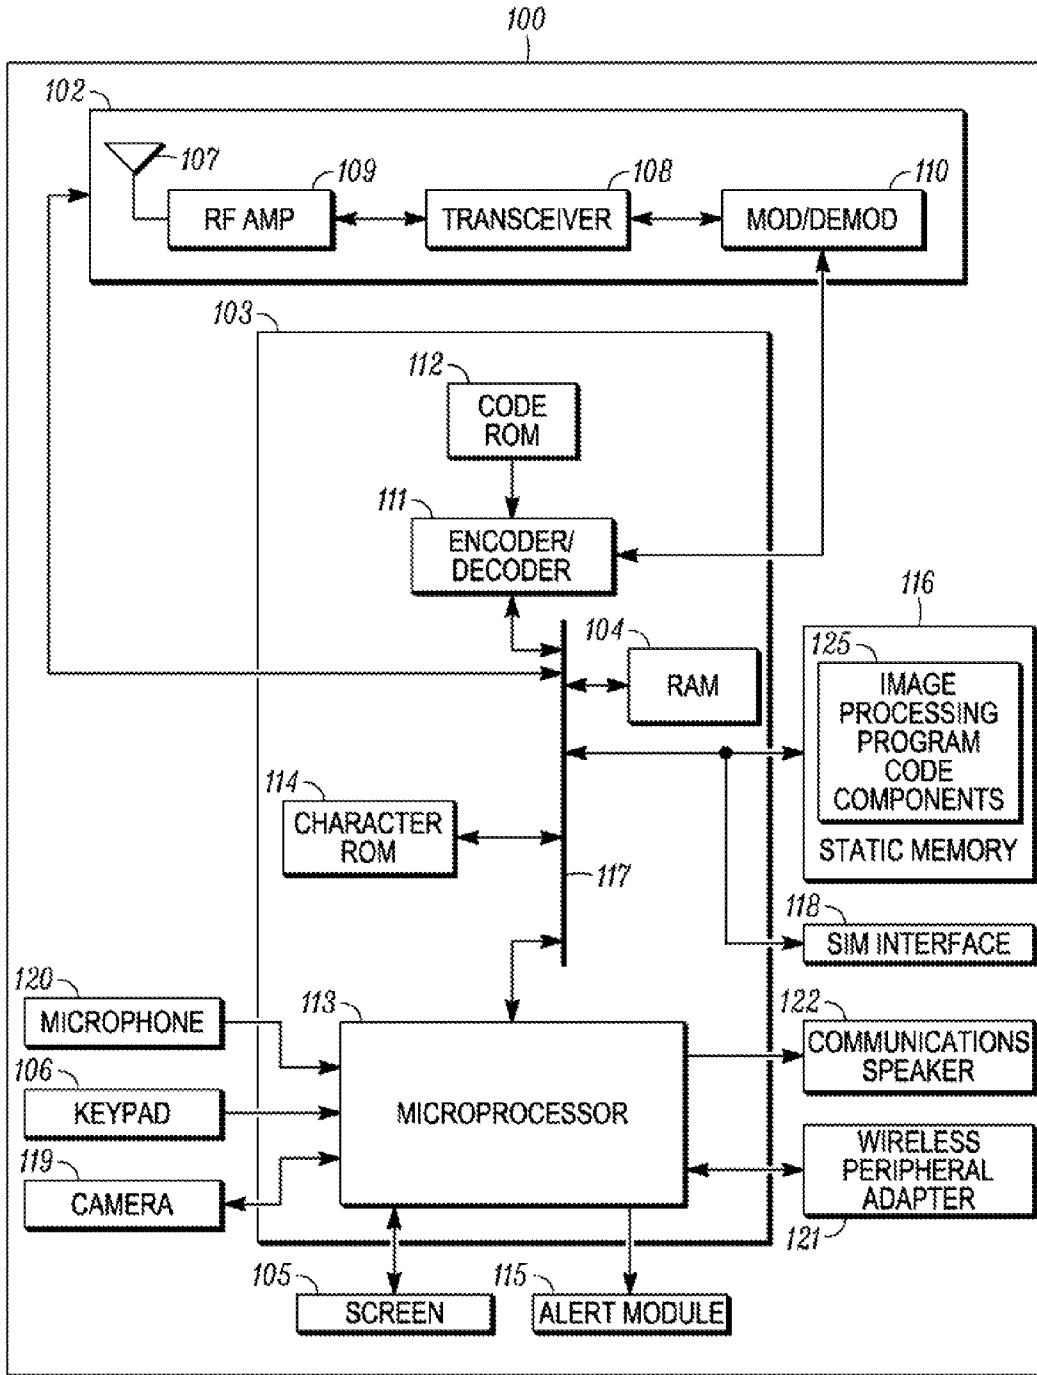 100
102
107
109
RF AMP
108
TRANSCEIVER
110
MOD/DEMOD
103
112
CODE
ROM
111
ENCODER/
DECODER
104
RAM
116
125
IMAGE
PROCESSING
PROGRAM
CODE
COMPONENTS
STATIC MEMORY
114
CHARACTER
ROM
117
118
SIM INTERFACE
120
MICROPHONE
113
MICROPROCESSOR
122
COMMUNICATIONS
SPEAKER
106
KEYPAD
119
CAMERA
WIRELESS
PERIPHERAL
ADAPTER
121
105
SCREEN
115
ALERT MODULE